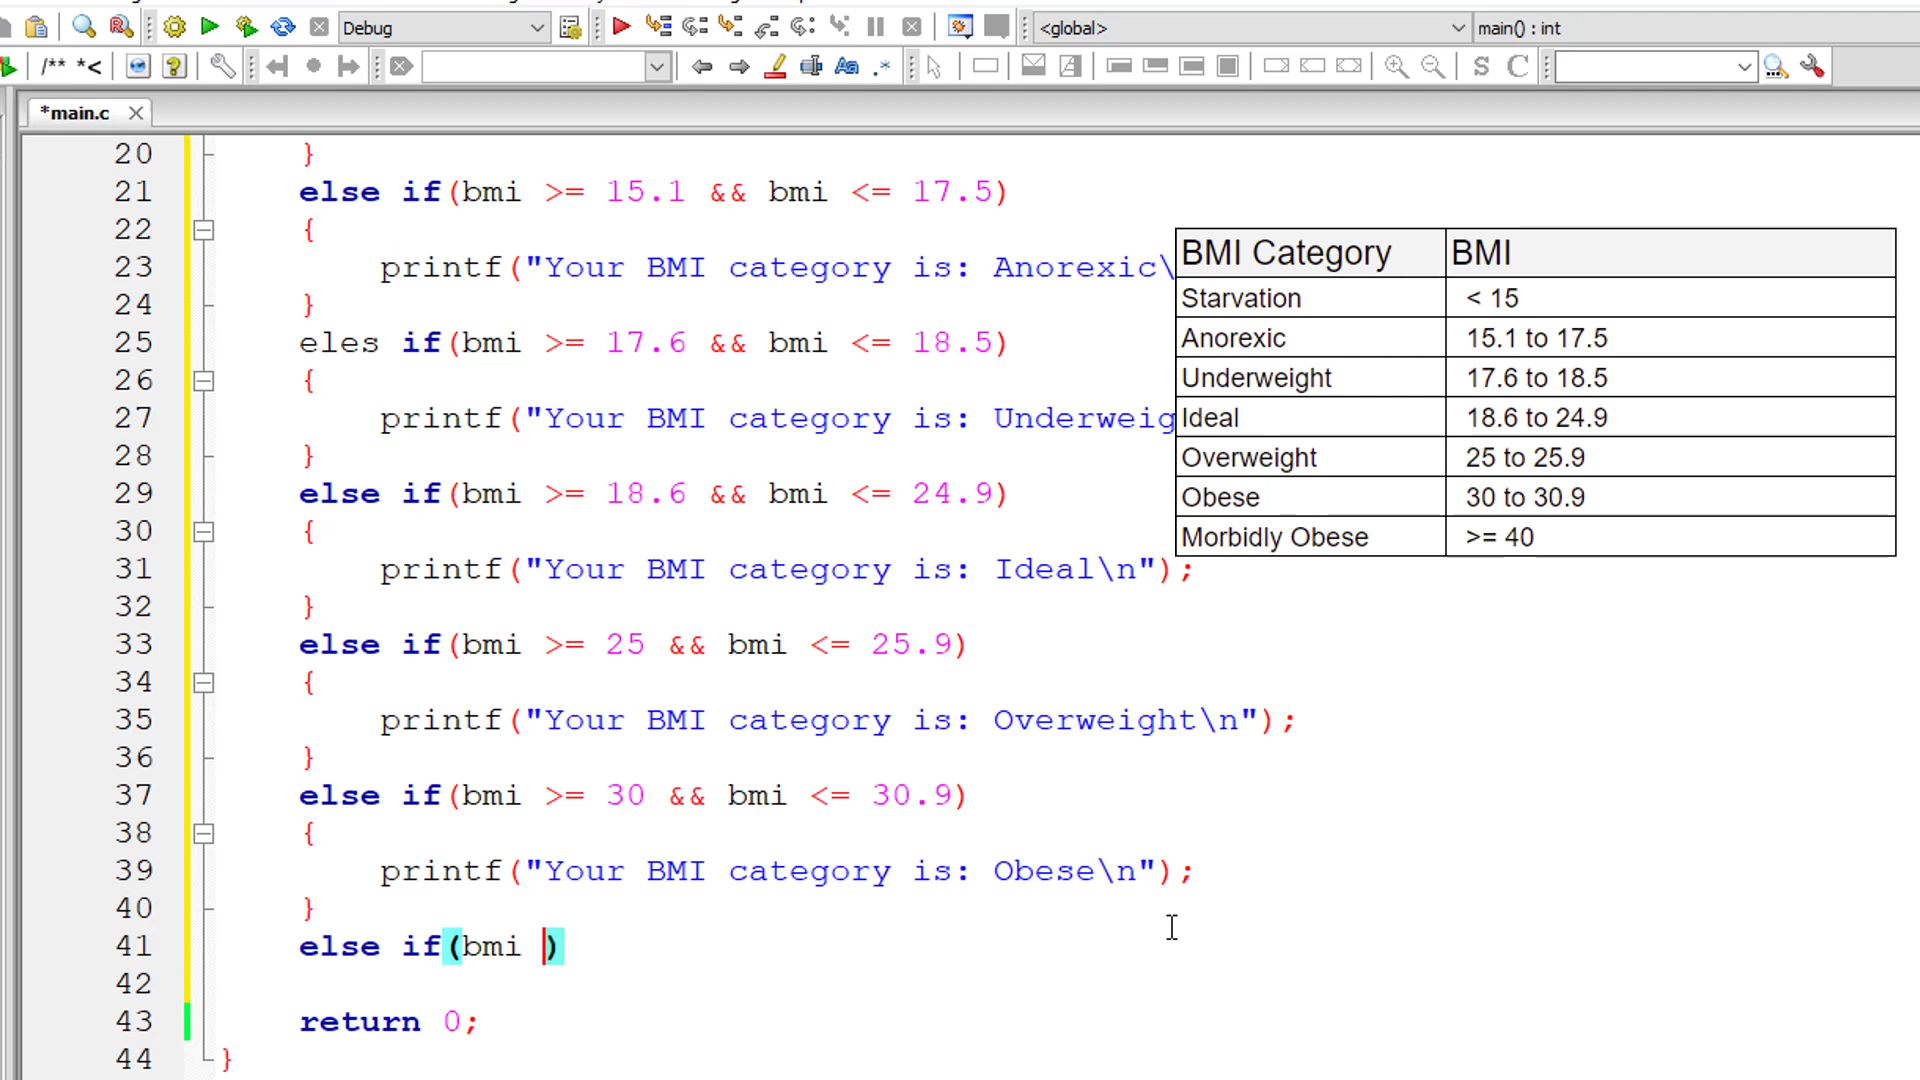 Debug
<global>
main() : int
/** *<
Aa .*
S C
*main.c
20 }
21 else if(bmi >= 15.1 && bmi <= 17.5)
22 {
23 printf("Your BMI category is: Anorexic\
24 }
25 eles if(bmi >= 17.6 && bmi <= 18.5)
26 {
27 printf("Your BMI category is: Underweig
28 }
29 else if(bmi >= 18.6 && bmi <= 24.9)
30 {
31 printf("Your BMI category is: Ideal\n");
32 }
33 else if(bmi >= 25 && bmi <= 25.9)
34 {
35 printf("Your BMI category is: Overweight\n");
36 }
37 else if(bmi >= 30 && bmi <= 30.9)
38 {
39 printf("Your BMI category is: Obese\n");
40 }
41 else if(bmi )
42
43 return 0;
44 }
BMI Category BMI
Starvation < 15
Anorexic 15.1 to 17.5
Underweight 17.6 to 18.5
Ideal 18.6 to 24.9
Overweight 25 to 25.9
Obese 30 to 30.9
Morbidly Obese >= 40